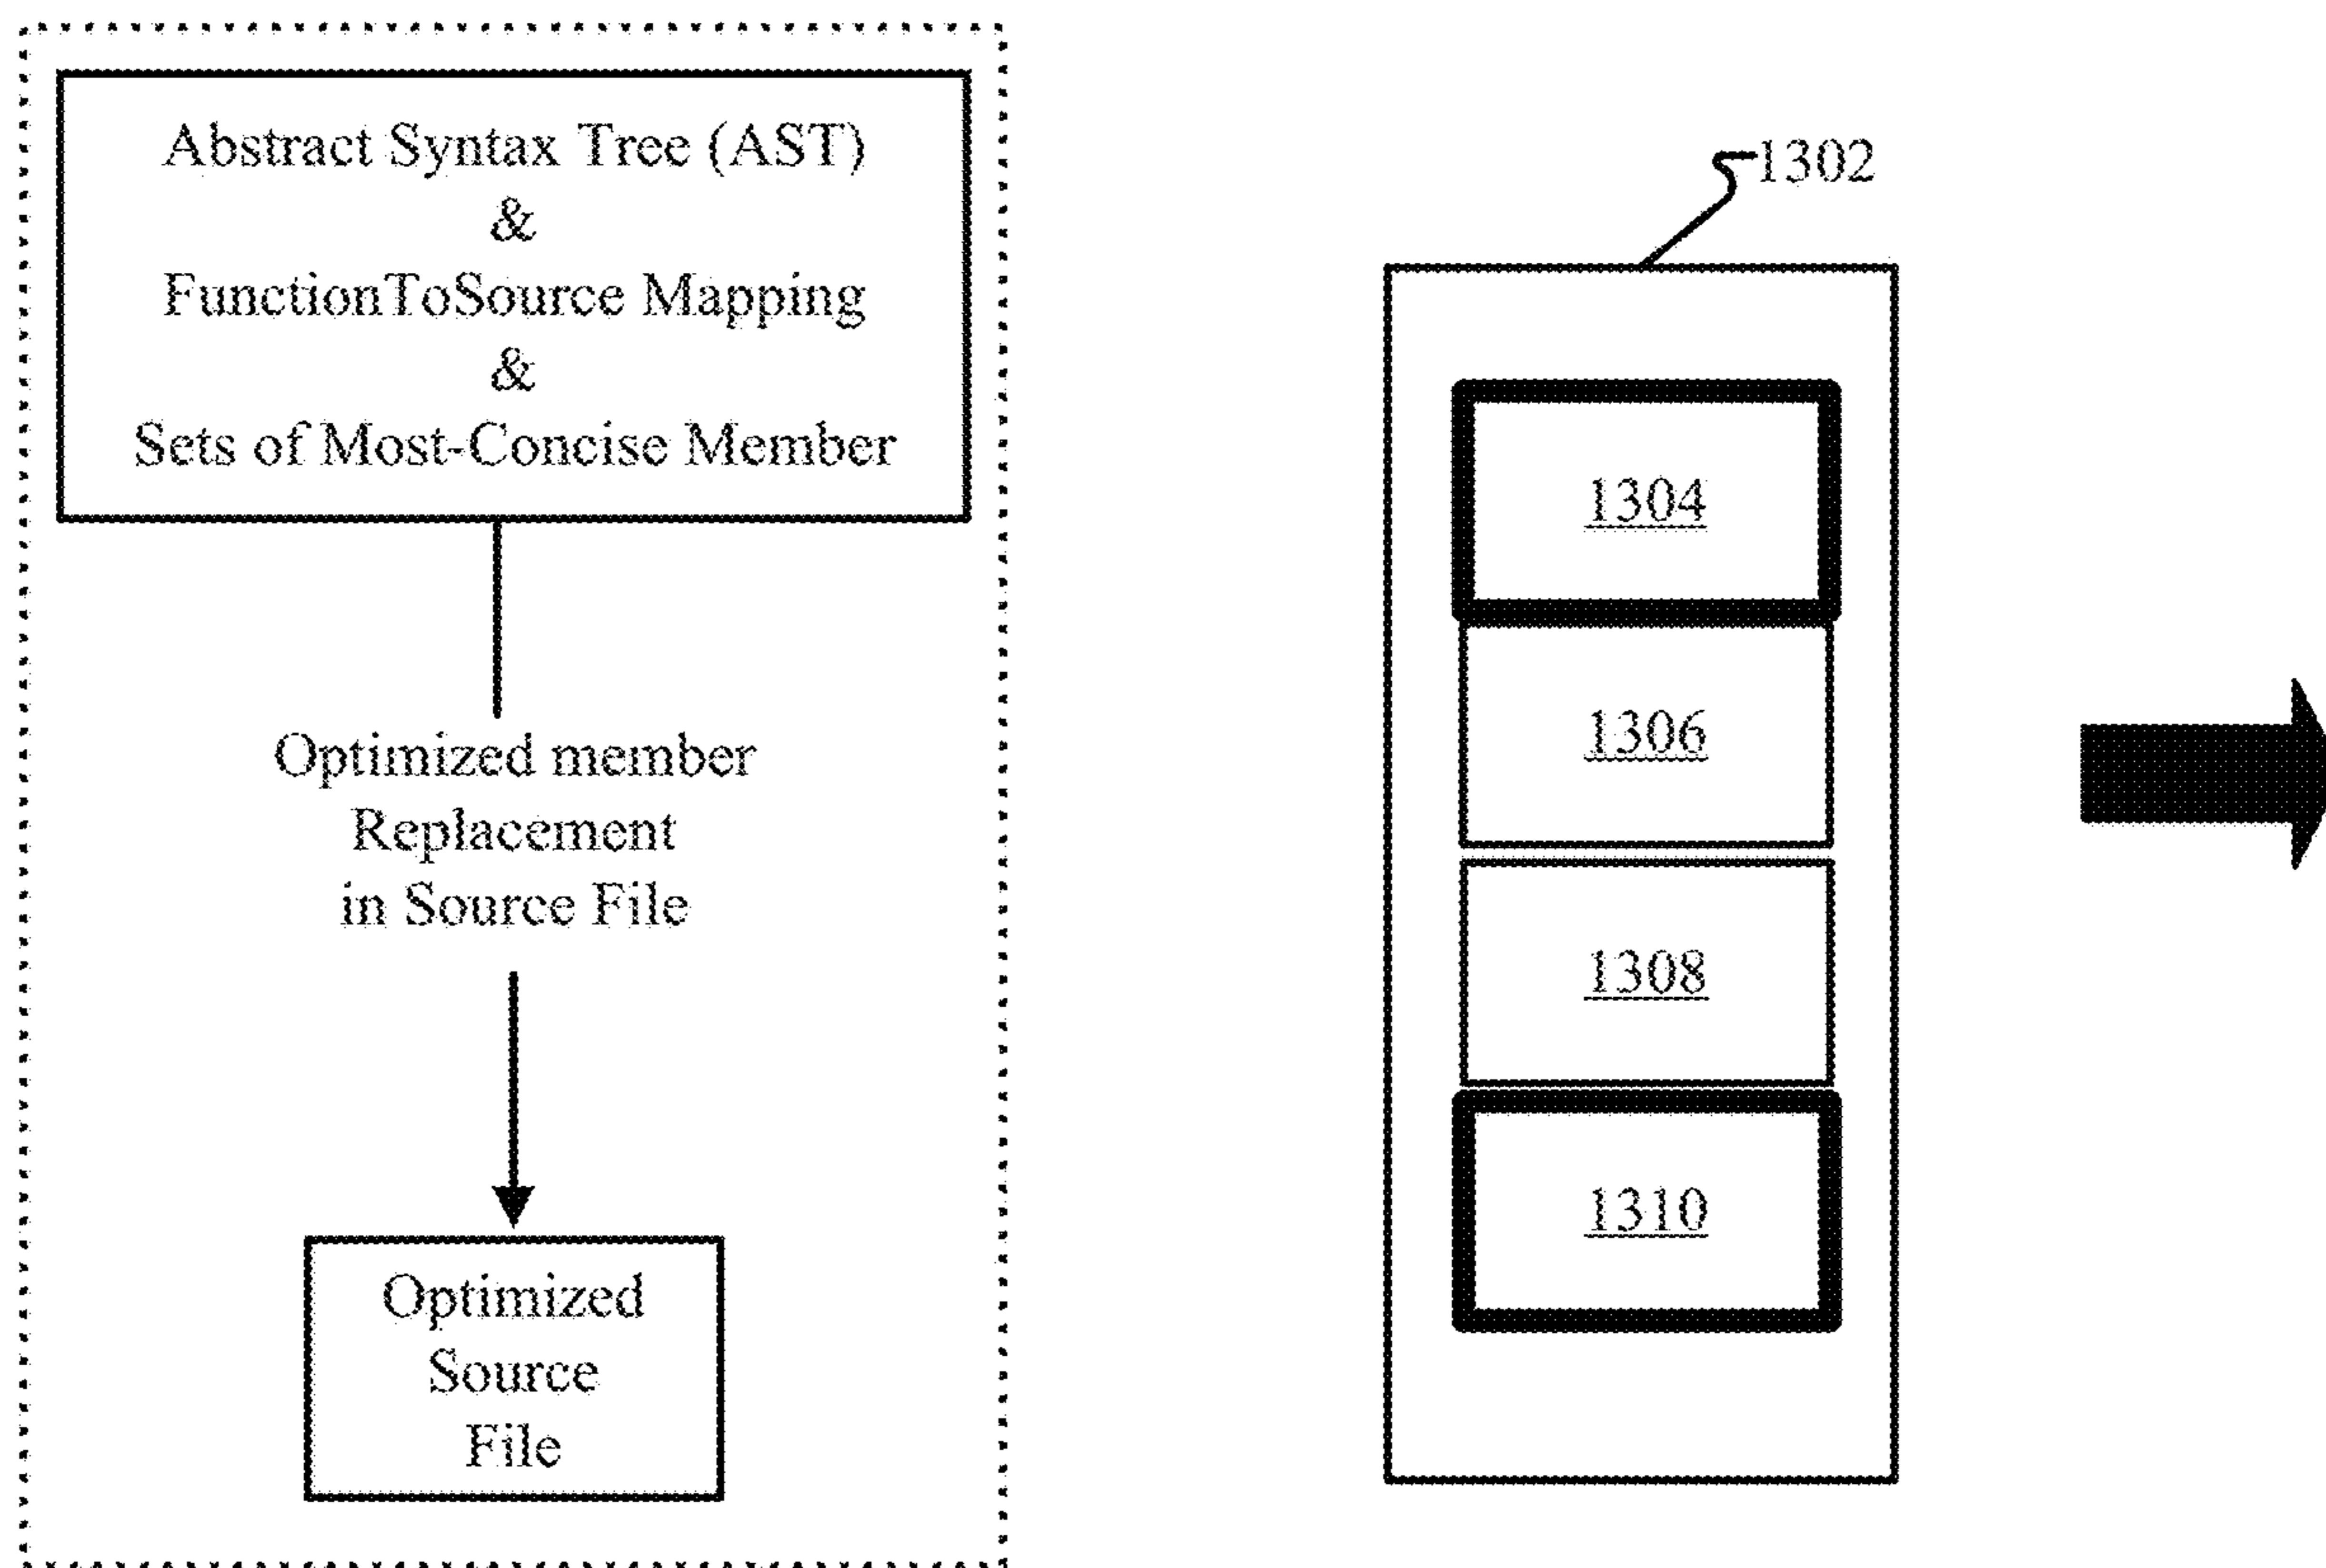 Abstract Syntax Tree (AST)
&
FunctionToSource Mapping
&
Sets of Most-Concise Member
Optimized member
Replacement
in Source File
Optimized
Source
File
1302
1304
1306
1308
1310